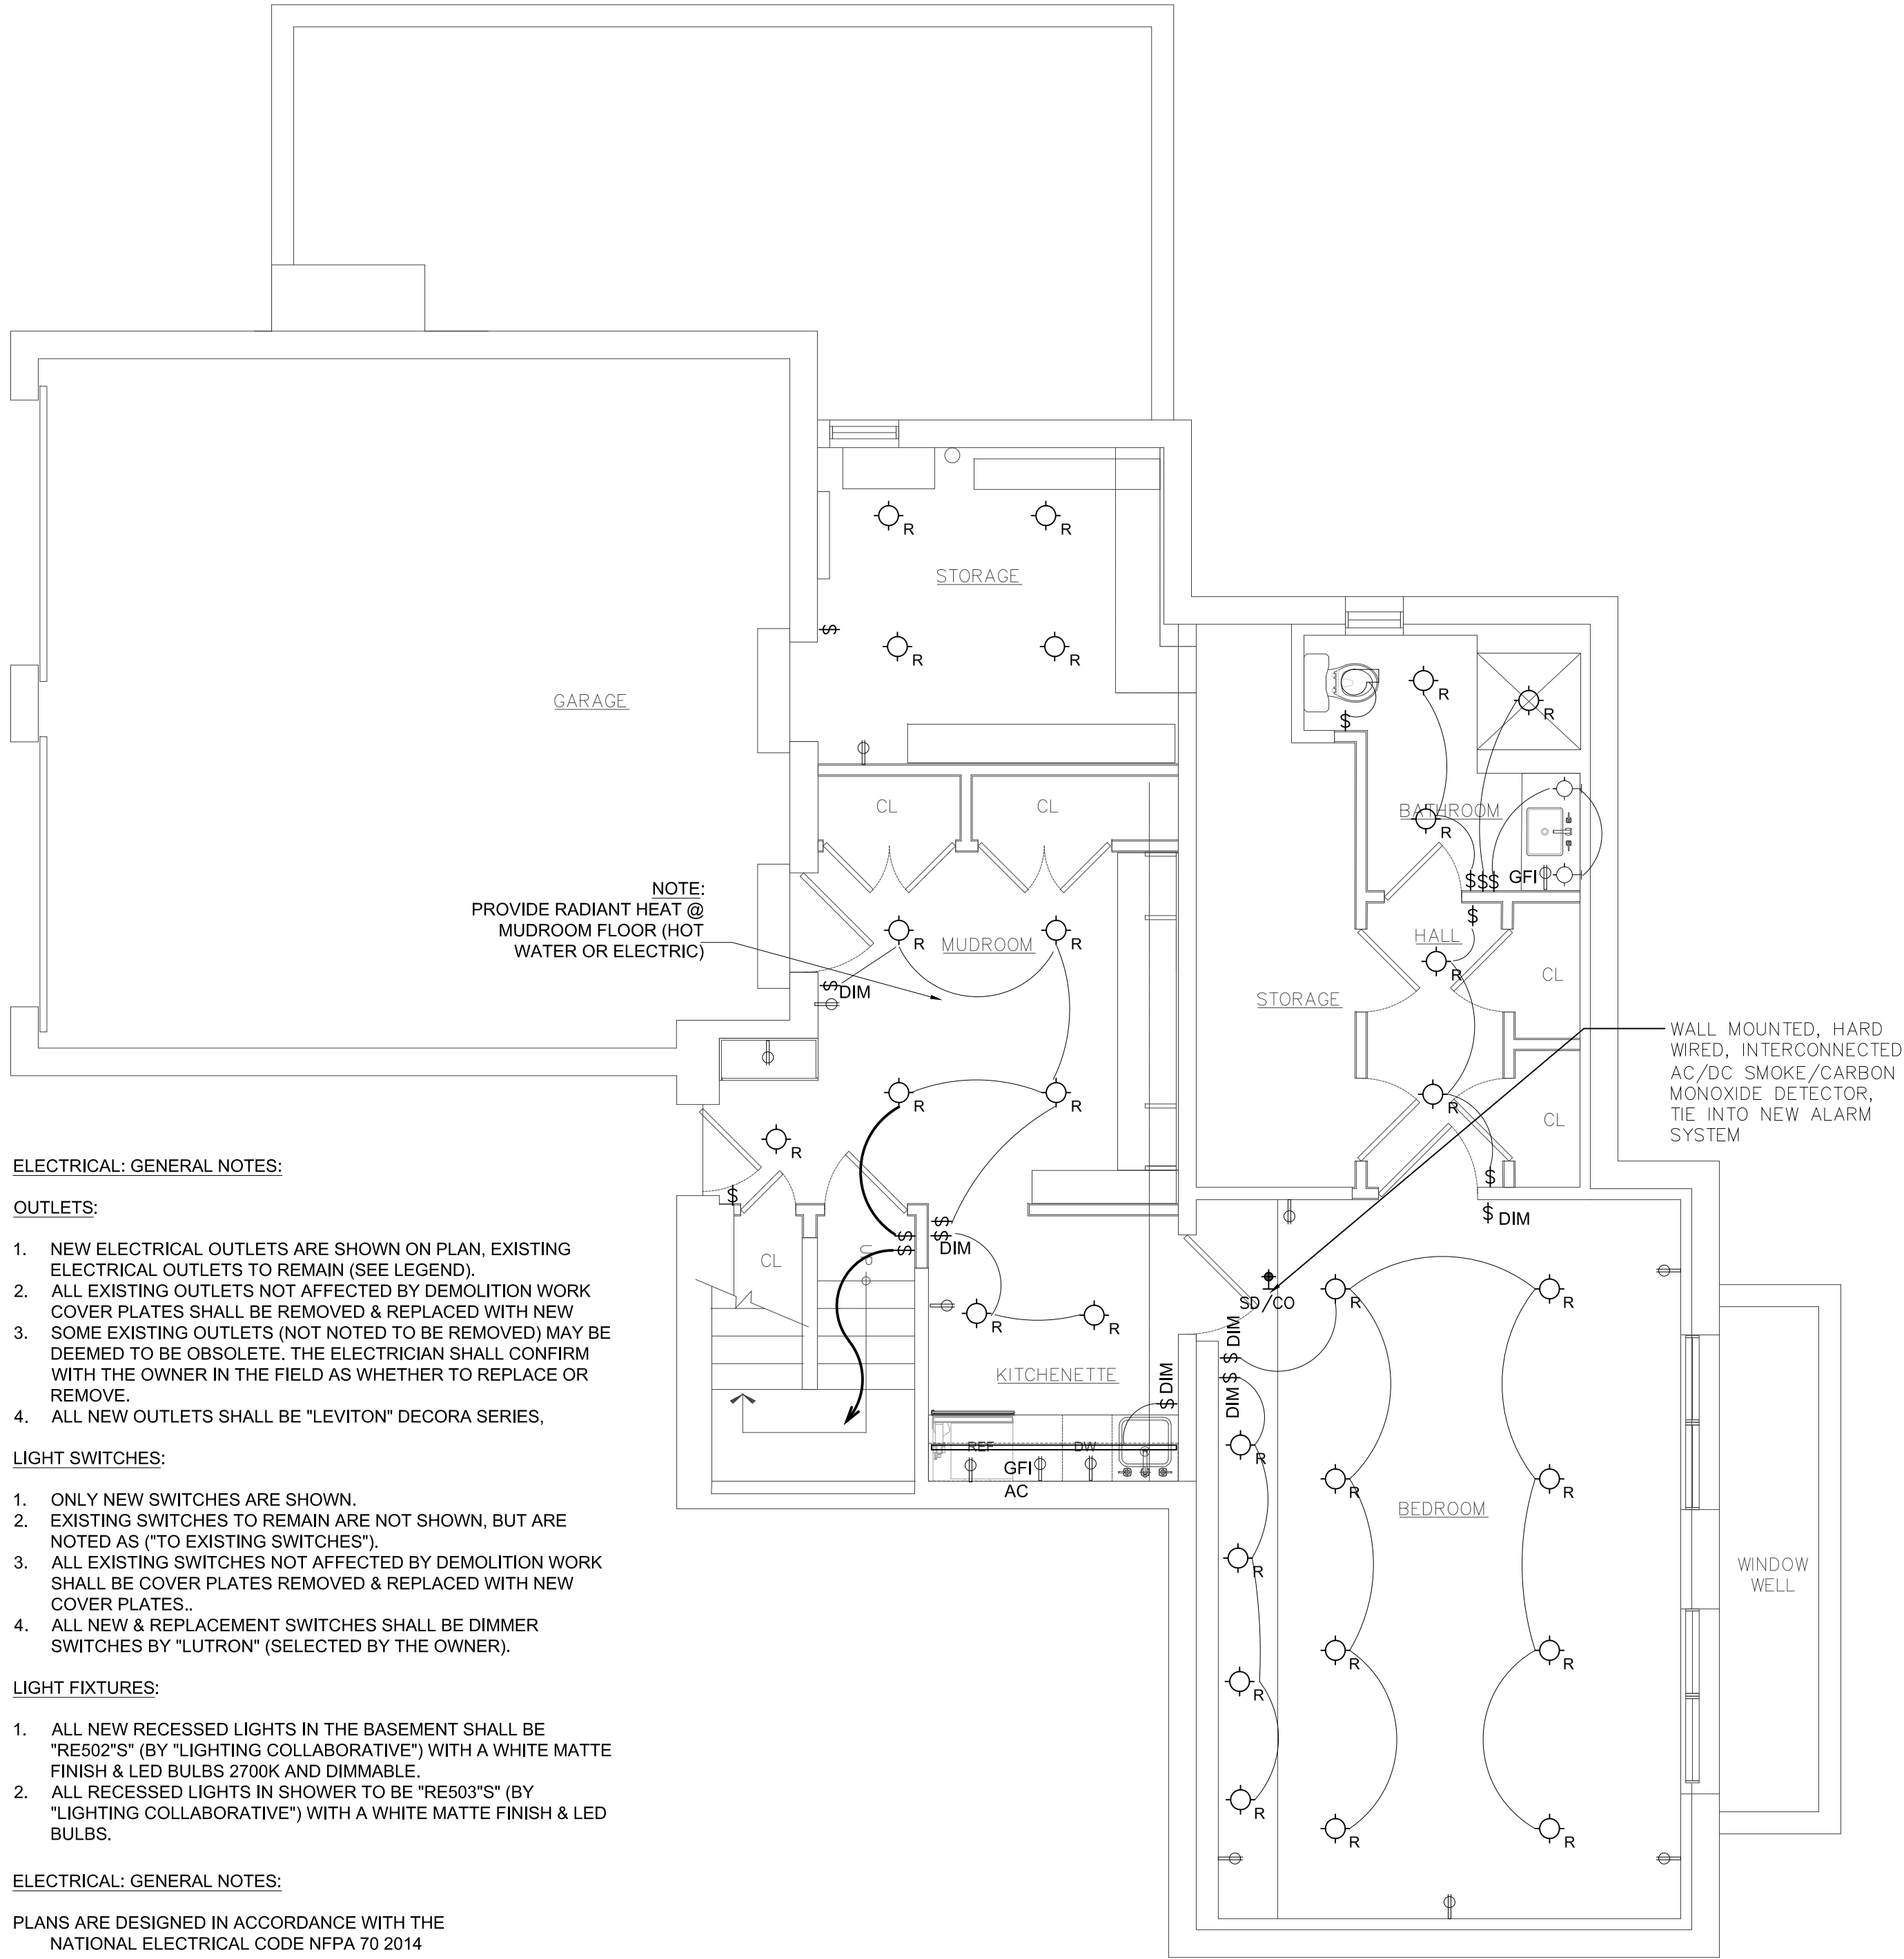 STORAGE
R
R
R
R
$
GARAGE
R
R
$
CL
CL
BATHROOM
R
$$$
GFI
NOTE:
PROVIDE RADIANT HEAT @
MUDROOM FLOOR (HOT
WATER OR ELECTRIC)
R
MUDROOM
R
$
HALL
R
CL
$ DIM
STORAGE
WALL MOUNTED, HARD
WIRED, INTERCONNECTED
AC/DC SMOKE/CARBON
MONOXIDE DETECTOR,
TIE INTO NEW ALARM
SYSTEM
R
R
R
CL
R
$
$
$ DIM
$$
$$
DIM
UP
CL
SD/CO
R
R
R
R
$ DIM
DIM $
KITCHENETTE
$ DIM
REF
DW
GFI
AC
R
R
R
BEDROOM
R
WINDOW
WELL
R
R
R
R
R
R
ELECTRICAL: GENERAL NOTES:
OUTLETS:
1. NEW ELECTRICAL OUTLETS ARE SHOWN ON PLAN, EXISTING
ELECTRICAL OUTLETS TO REMAIN (SEE LEGEND).
2. ALL EXISTING OUTLETS NOT AFFECTED BY DEMOLITION WORK
COVER PLATES SHALL BE REMOVED & REPLACED WITH NEW
3. SOME EXISTING OUTLETS (NOT NOTED TO BE REMOVED) MAY BE
DEEMED TO BE OBSOLETE. THE ELECTRICIAN SHALL CONFIRM
WITH THE OWNER IN THE FIELD AS WHETHER TO REPLACE OR
REMOVE.
4. ALL NEW OUTLETS SHALL BE "LEVITON" DECORA SERIES,
LIGHT SWITCHES:
1. ONLY NEW SWITCHES ARE SHOWN.
2. EXISTING SWITCHES TO REMAIN ARE NOT SHOWN, BUT ARE
NOTED AS ("TO EXISTING SWITCHES").
3. ALL EXISTING SWITCHES NOT AFFECTED BY DEMOLITION WORK
SHALL BE COVER PLATES REMOVED & REPLACED WITH NEW
COVER PLATES..
4. ALL NEW & REPLACEMENT SWITCHES SHALL BE DIMMER
SWITCHES BY "LUTRON" (SELECTED BY THE OWNER).
LIGHT FIXTURES:
1. ALL NEW RECESSED LIGHTS IN THE BASEMENT SHALL BE
"RE502"S" (BY "LIGHTING COLLABORATIVE") WITH A WHITE MATTE
FINISH & LED BULBS 2700K AND DIMMABLE.
2. ALL RECESSED LIGHTS IN SHOWER TO BE "RE503"S" (BY
"LIGHTING COLLABORATIVE") WITH A WHITE MATTE FINISH & LED
BULBS.
ELECTRICAL: GENERAL NOTES:
PLANS ARE DESIGNED IN ACCORDANCE WITH THE
NATIONAL ELECTRICAL CODE NFPA 70 2014